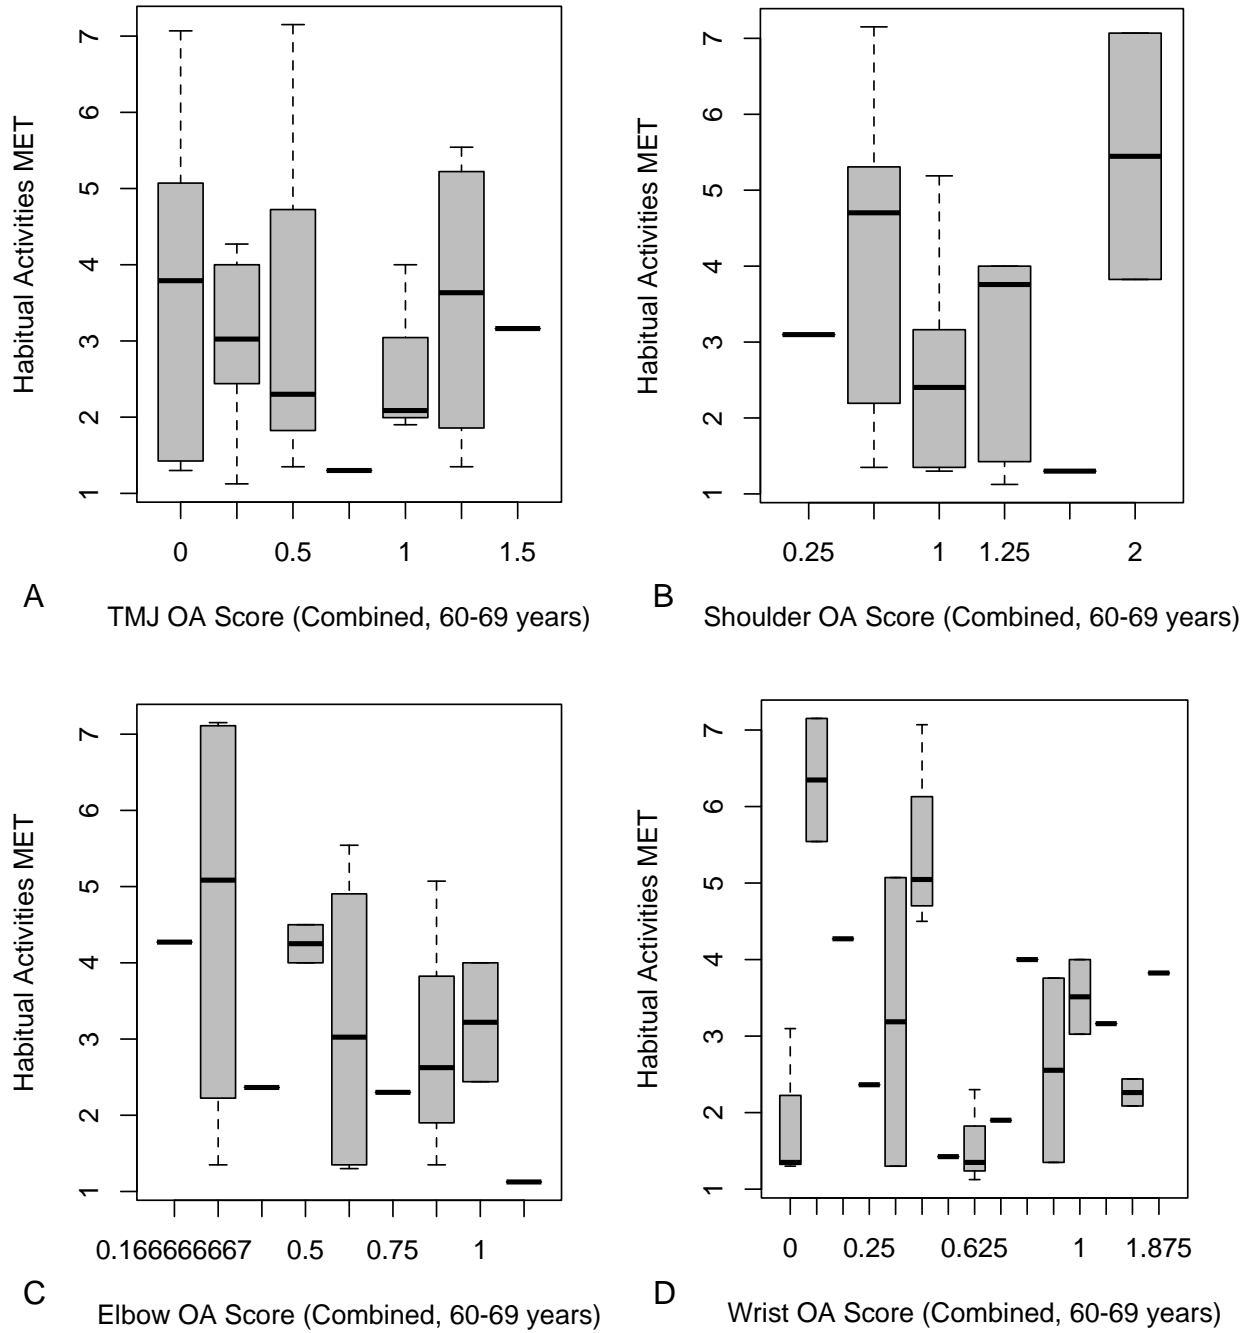 Habitual Activities MET
7
6
5
4
3
2
1
0 0.5 1 1.5
A TMJ OA Score (Combined, 60-69 years)
Habitual Activities MET
7
6
5
4
3
2
1
0.25 1 1.25 2
B Shoulder OA Score (Combined, 60-69 years)
Habitual Activities MET
7
6
5
4
3
2
1
0.166666667 0.5 0.75 1
C Elbow OA Score (Combined, 60-69 years)
Habitual Activities MET
7
6
5
4
3
2
1
0 0.25 0.625 1 1.875
D Wrist OA Score (Combined, 60-69 years)